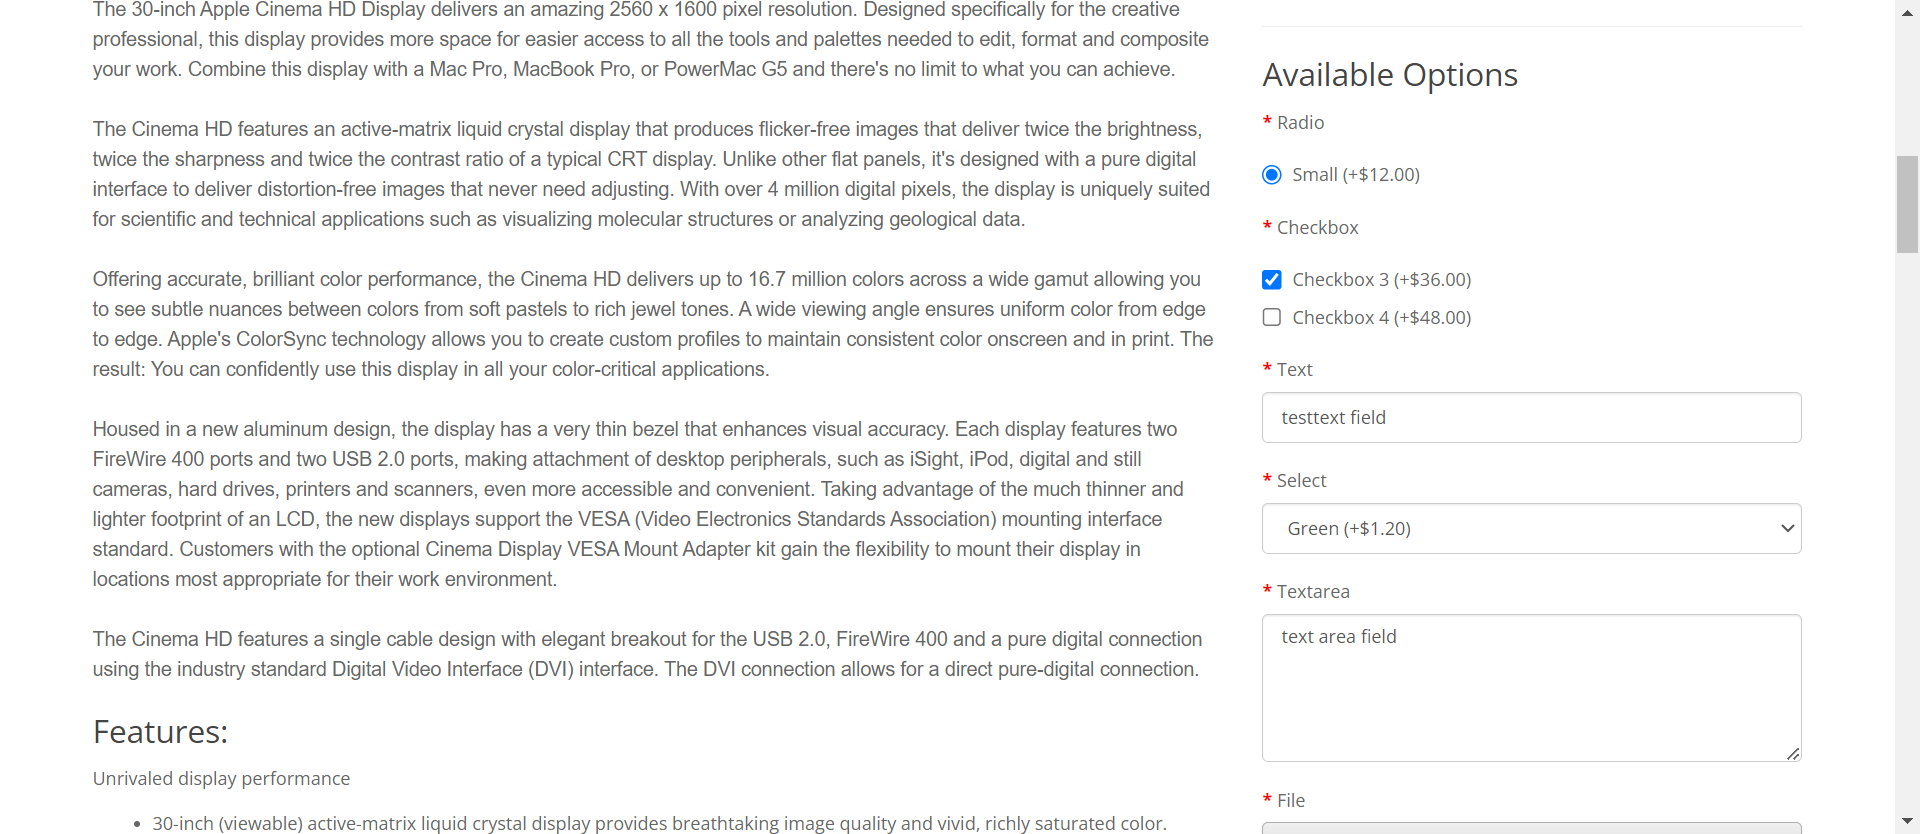 The 30-inch Apple Cinema HD Display delivers an amazing 2560 x 1600 pixel resolution. Designed specifically for the creative
professional, this display provides more space for easier access to all the tools and palettes needed to edit, format and composite
your work. Combine this display with a Mac Pro, MacBook Pro, or PowerMac G5 and there's no limit to what you can achieve.
The Cinema HD features an active-matrix liquid crystal display that produces flicker-free images that deliver twice the brightness,
twice the sharpness and twice the contrast ratio of a typical CRT display. Unlike other flat panels, it's designed with a pure digital
interface to deliver distortion-free images that never need adjusting. With over 4 million digital pixels, the display is uniquely suited
for scientific and technical applications such as visualizing molecular structures or analyzing geological data.
Offering accurate, brilliant color performance, the Cinema HD delivers up to 16.7 million colors across a wide gamut allowing you
to see subtle nuances between colors from soft pastels to rich jewel tones. A wide viewing angle ensures uniform color from edge
to edge. Apple's ColorSync technology allows you to create custom profiles to maintain consistent color onscreen and in print. The
result: You can confidently use this display in all your color-critical applications.
Housed in a new aluminum design, the display has a very thin bezel that enhances visual accuracy. Each display features two
FireWire 400 ports and two USB 2.0 ports, making attachment of desktop peripherals, such as iSight, iPod, digital and still
cameras, hard drives, printers and scanners, even more accessible and convenient. Taking advantage of the much thinner and
lighter footprint of an LCD, the new displays support the VESA (Video Electronics Standards Association) mounting interface
standard. Customers with the optional Cinema Display VESA Mount Adapter kit gain the flexibility to mount their display in
locations most appropriate for their work environment.
The Cinema HD features a single cable design with elegant breakout for the USB 2.0, FireWire 400 and a pure digital connection
using the industry standard Digital Video Interface (DVI) interface. The DVI connection allows for a direct pure-digital connection.
Features:
Unrivaled display performance
• 30-inch (viewable) active-matrix liquid crystal display provides breathtaking image quality and vivid, richly saturated color.
Available Options
* Radio
Small (+$12.00)
* Checkbox
Checkbox 3 (+$36.00)
Checkbox 4 (+$48.00)
* Text
testtext field
* Select
Green (+$1.20)
* Textarea
text area field
* File